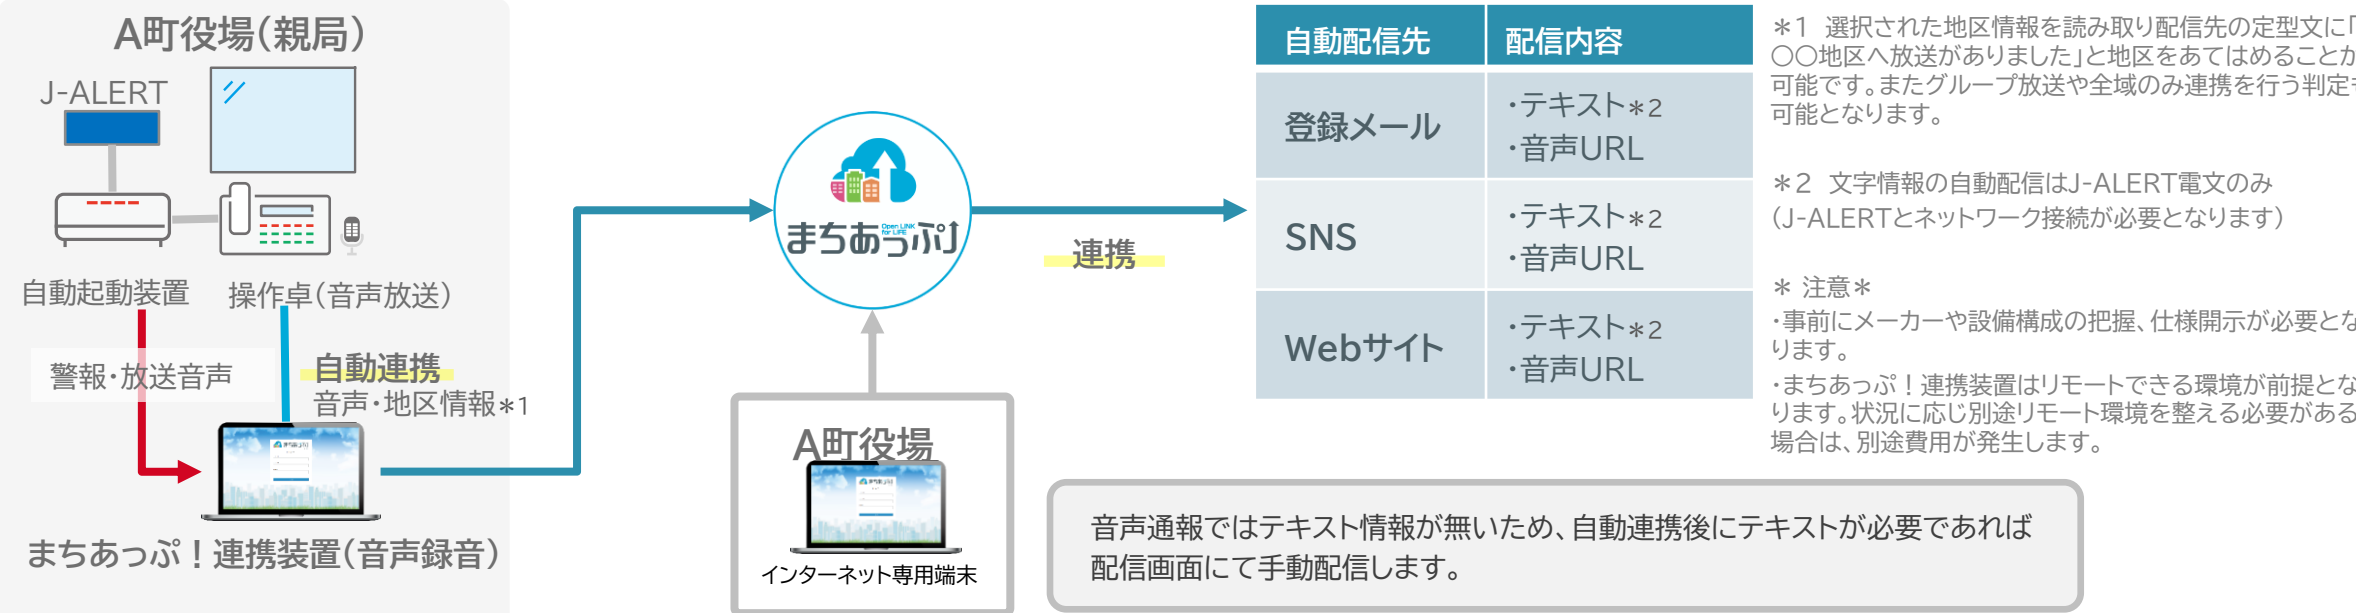 A町役場(親局)
J-ALERT
自動起動装置
操作卓(音声放送)
警報・放送音声
自動連携
音声・地区情報*1
まちあっぷ!連携装置(音声録音)
Open LINK
for LIFE
まちあっぷ!
連携
A町役場
インターネット専用端末
自動配信先 配信内容
登録メール
・テキスト*2
・音声URL
SNS
・テキスト*2
・音声URL
Webサイト
・テキスト*2
・音声URL
*1 選択された地区情報を読み取り配信先の定型文に「
○○地区へ放送がありました」と地区をあてはめることが
可能です。またグループ放送や全域のみ連携を行う判定も
可能となります。
*2 文字情報の自動配信はJ-ALERT電文のみ
(J-ALERTとネットワーク接続が必要となります)
* 注意*
・事前にメーカーや設備構成の把握、仕様開示が必要とな
ります。
・まちあっぷ!連携装置はリモートできる環境が前提とな
ります。状況に応じ別途リモート環境を整える必要がある
場合は、別途費用が発生します。
音声通報ではテキスト情報が無いため、自動連携後にテキストが必要であれば
配信画面にて手動配信します。